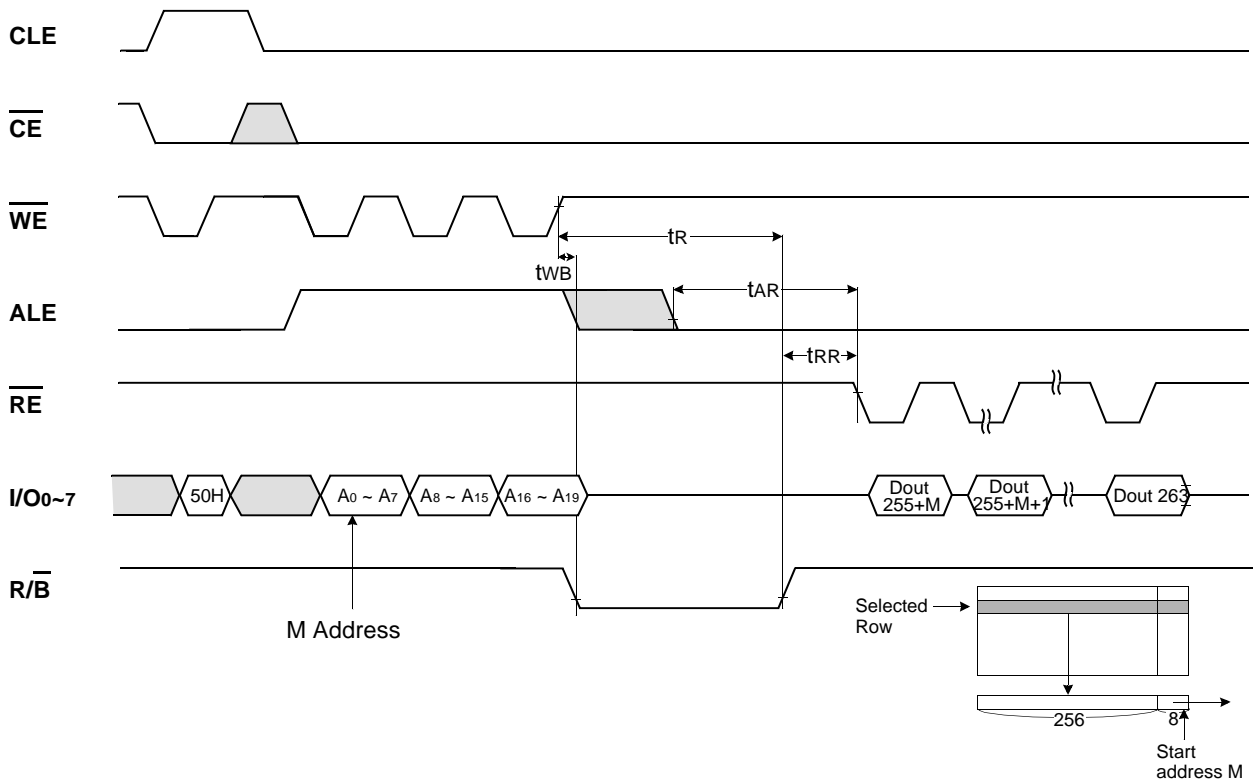 CLE
CE
WE
tR
tWB
ALE
tAR
tRR
RE
I/O0~7
50H
A0 ~ A7
A8 ~ A15
A16 ~ A19
Dout
255+M
Dout
255+M+1
Dout 263
R/B
M Address
Selected
Row
256
8
Start
address M